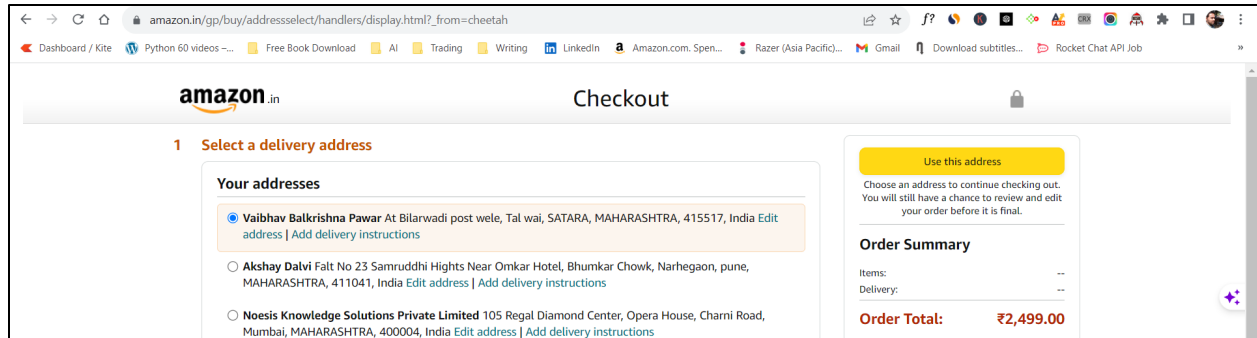 amazon.in/gp/buy/addressselect/handlers/display.html?_from=cheetah
f?
CRX
Dashboard / Kite Python 60 videos –... Free Book Download AI Trading Writing LinkedIn Amazon.com. Spen... Razer (Asia Pacific)... Gmail Download subtitles... Rocket Chat API Job »
amazon.in Checkout
1 Select a delivery address
Your addresses
Vaibhav Balkrishna Pawar At Bilarwadi post wele, Tal wai, SATARA, MAHARASHTRA, 415517, India Edit
address | Add delivery instructions
Akshay Dalvi Falt No 23 Samruddhi Hights Near Omkar Hotel, Bhumkar Chowk, Narhegaon, pune,
MAHARASHTRA, 411041, India Edit address | Add delivery instructions
Noesis Knowledge Solutions Private Limited 105 Regal Diamond Center, Opera House, Charni Road,
Mumbai, MAHARASHTRA, 400004, India Edit address | Add delivery instructions
Use this address
Choose an address to continue checking out.
You will still have a chance to review and edit
your order before it is final.
Order Summary
Items: --
Delivery: --
Order Total: ₹2,499.00